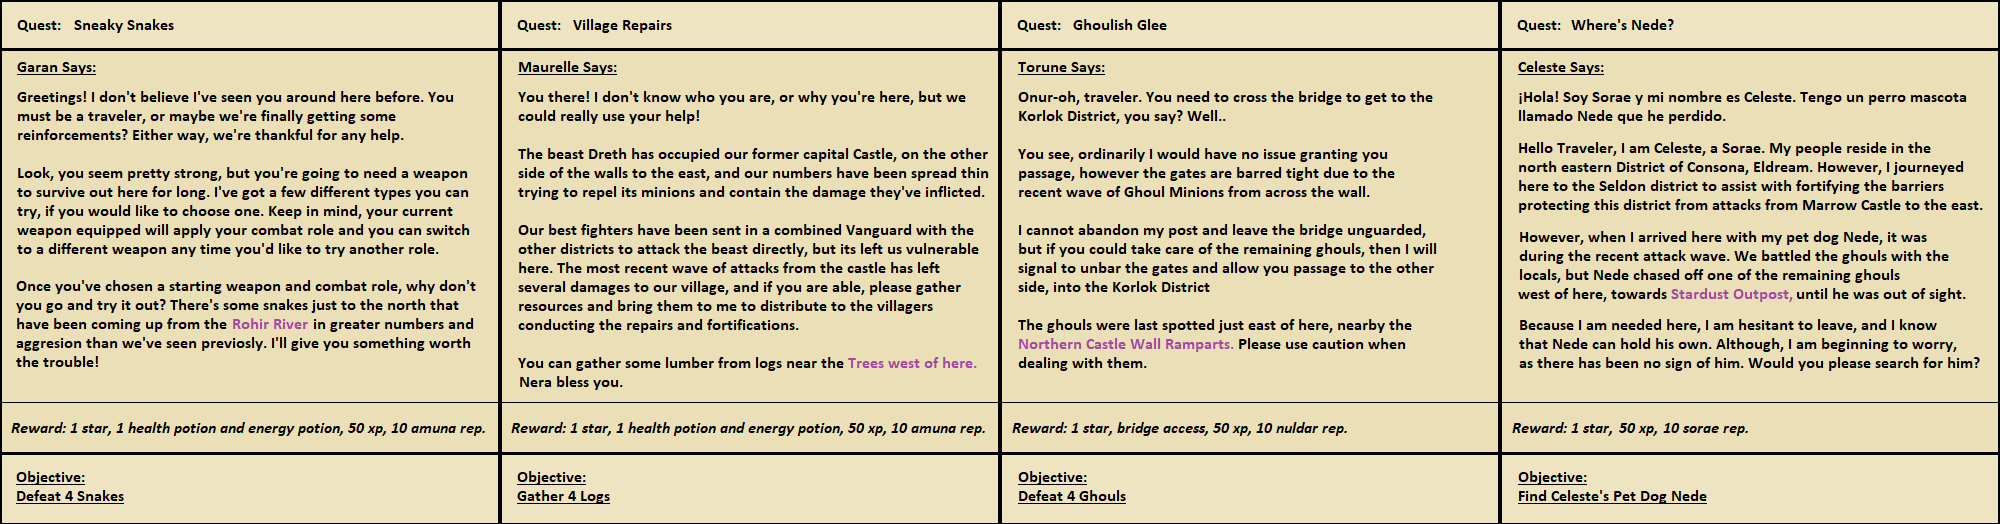 Quest: Sneaky Snakes
Garan Says:
Greetings! I don't believe I've seen you around here before. You
must be a traveler, or maybe we're finally getting some
reinforcements? Either way, we're thankful for any help.
Look, you seem pretty strong, but you're going to need a weapon
to survive out here for long. I've got a few different types you can
try, if you would like to choose one. Keep in mind, your current
weapon equipped will apply your combat role and you can switch
to a different weapon any time you'd like to try another role.
Once you've chosen a starting weapon and combat role, why don't
you go and try it out? There's some snakes just to the north that
have been coming up from the Rohir River in greater numbers and
aggresion than we've seen previosly. I'll give you something worth
the trouble!
Reward: 1 star, 1 health potion and energy potion, 50 xp, 10 amuna rep.
Objective:
Defeat 4 Snakes
Quest: Village Repairs
Maurelle Says:
You there! I don't know who you are, or why you're here, but we
could really use your help!
The beast Dreth has occupied our former capital Castle, on the other
side of the walls to the east, and our numbers have been spread thin
trying to repel its minions and contain the damage they've inflicted.
Our best fighters have been sent in a combined Vanguard with the
other districts to attack the beast directly, but its left us vulnerable
here. The most recent wave of attacks from the castle has left
several damages to our village, and if you are able, please gather
resources and bring them to me to distribute to the villagers
conducting the repairs and fortifications.
You can gather some lumber from logs near the Trees west of here.
Nera bless you.
Reward: 1 star, 1 health potion and energy potion, 50 xp, 10 amuna rep.
Objective:
Gather 4 Logs
Quest: Ghoulish Glee
Torune Says:
Onur-oh, traveler. You need to cross the bridge to get to the
Korlok District, you say? Well..
You see, ordinarily I would have no issue granting you
passage, however the gates are barred tight due to the
recent wave of Ghoul Minions from across the wall.
I cannot abandon my post and leave the bridge unguarded,
but if you could take care of the remaining ghouls, then I will
signal to unbar the gates and allow you passage to the other
side, into the Korlok District
The ghouls were last spotted just east of here, nearby the
Northern Castle Wall Ramparts. Please use caution when
dealing with them.
Reward: 1 star, bridge access, 50 xp, 10 nuldar rep.
Objective:
Defeat 4 Ghouls
Quest: Where's Nede?
Celeste Says:
¡Hola! Soy Sorae y mi nombre es Celeste. Tengo un perro mascota
llamado Nede que he perdido.
Hello Traveler, I am Celeste, a Sorae. My people reside in the
north eastern District of Consona, Eldream. However, I journeyed
here to the Seldon district to assist with fortifying the barriers
protecting this district from attacks from Marrow Castle to the east.
However, when I arrived here with my pet dog Nede, it was
during the recent attack wave. We battled the ghouls with the
locals, but Nede chased off one of the remaining ghouls
west of here, towards Stardust Outpost, until he was out of sight.
Because I am needed here, I am hesitant to leave, and I know
that Nede can hold his own. Although, I am beginning to worry,
as there has been no sign of him. Would you please search for him?
Reward: 1 star, 50 xp, 10 sorae rep.
Objective:
Find Celeste's Pet Dog Nede